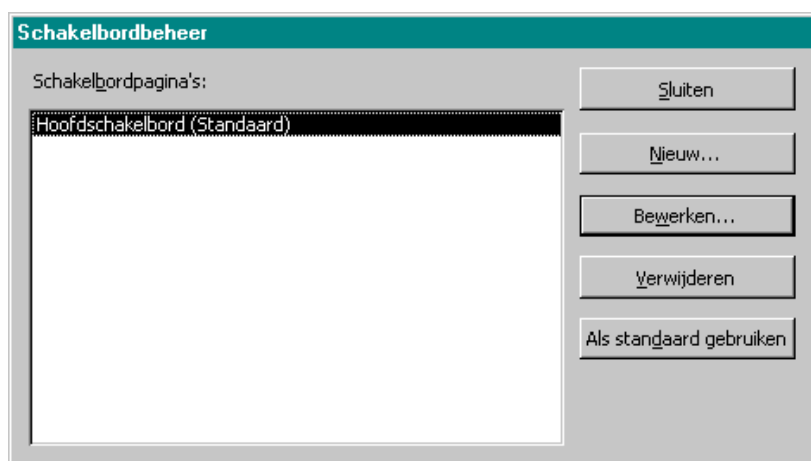 Schakelbordbeheer
Schakelbordpagina's:
Hoofdschakelbord (Standaard)
Sluiten
Nieuw...
Bewerken...
Verwijderen
Als standaard gebruiken